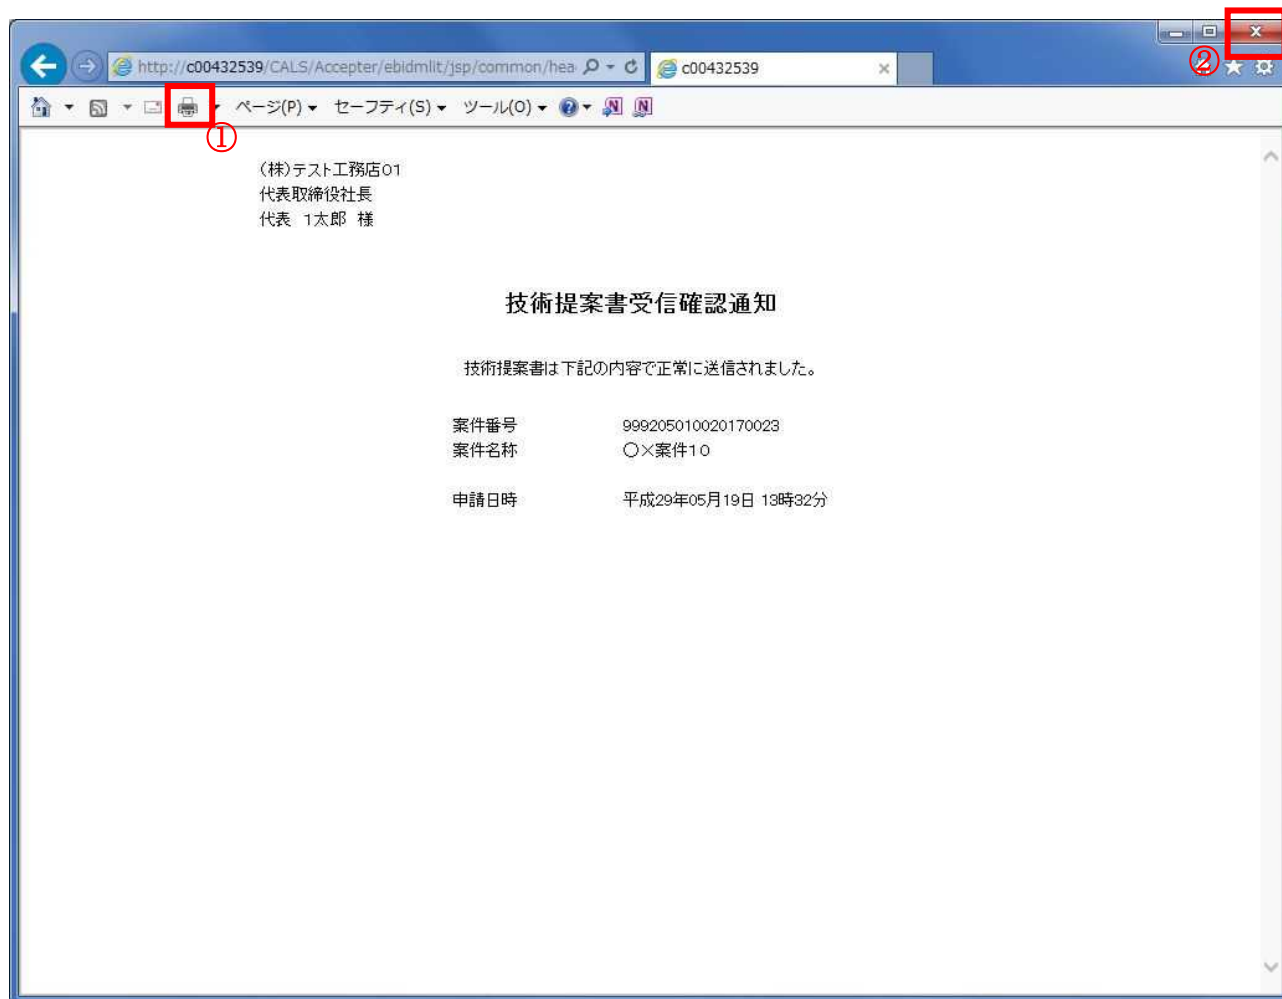 ②
http://c00432539/CALS/Accepter/ebidmlit/jsp/common/hea
c00432539
ページ(P) セーフティ(S) ツール(O)
①
(株)テスト工務店01
代表取締役社長
代表 1太郎 様
技術提案書受信確認通知
技術提案書は下記の内容で正常に送信されました。
案件番号 999205010020170023
案件名称 〇×案件10
申請日時 平成29年05月19日 13時32分